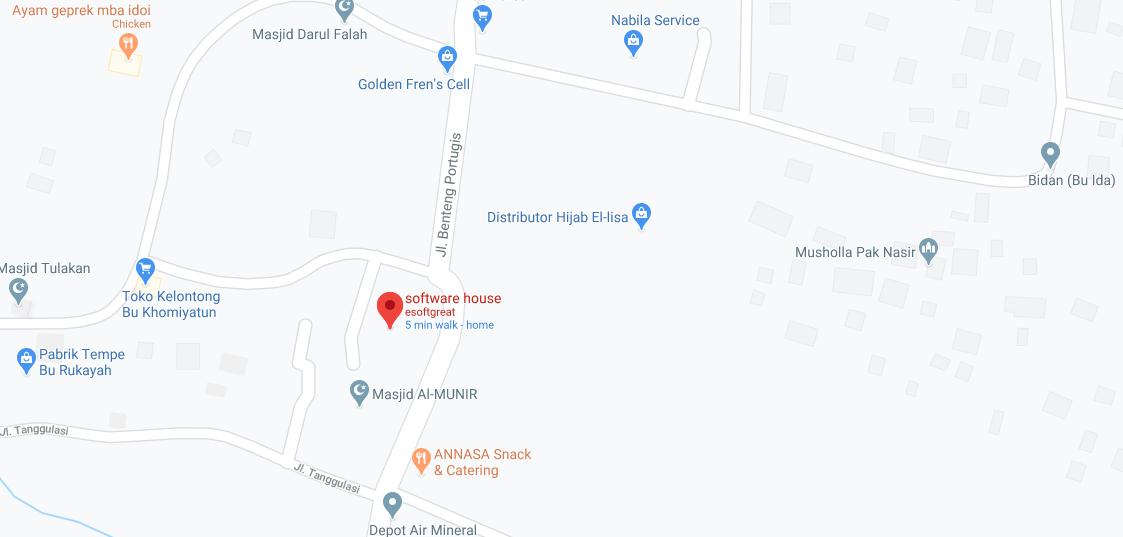 Ayam geprek mba idoi
Chicken
Masjid Darul Falah
Nabila Service
Golden Fren's Cell
Jl. Benteng Portugis
Bidan (Bu Ida)
Distributor Hijab El-lisa
Musholla Pak Nasir
Masjid Tulakan
Toko Kelontong
Bu Khomiyatun
software house
esoftgreat
5 min walk - home
Pabrik Tempe
Bu Rukayah
Masjid Al-MUNIR
Jl. Tanggulasi
ANNASA Snack
& Catering
Jl. Tanggulasi
Depot Air Mineral